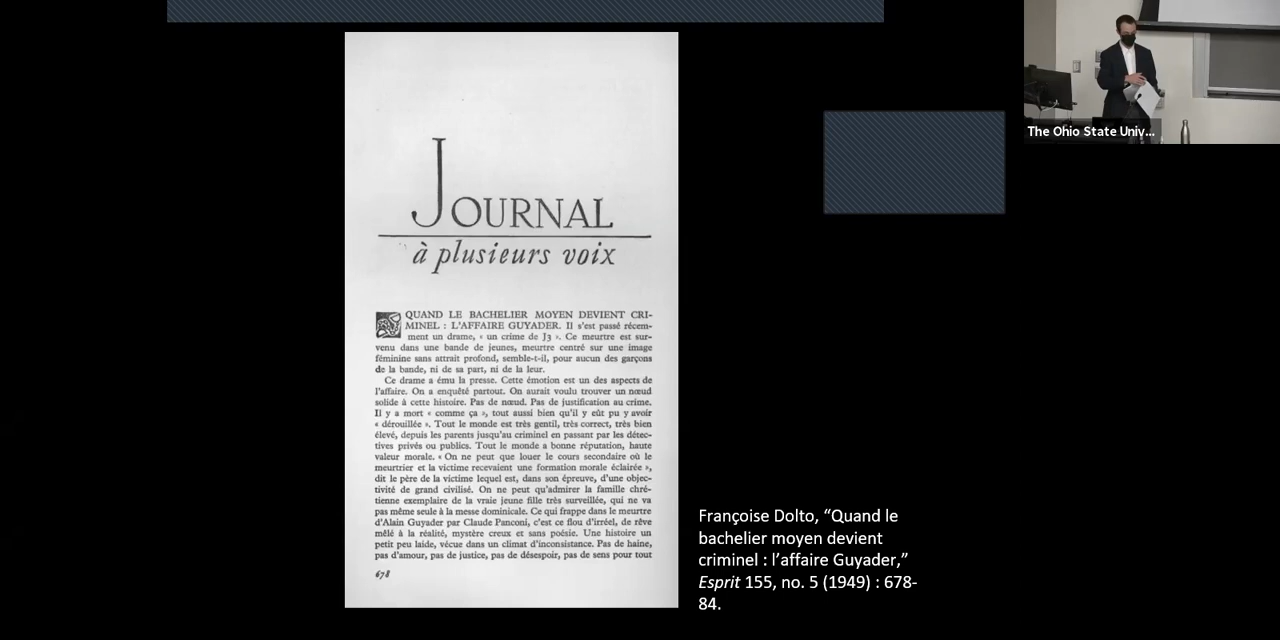 The Ohio State Univ...
JOURNAL
à plusieurs voix
QUAND LE BACHELIER MOYEN DEVIENT CRI-
MINEL : L'AFFAIRE GUYADER. Il s'est passé récem-
ment un drame, « un crime de J3 ». Ce meurtre est sur-
venu dans une bande de jeunes, meurtre centré sur une image
féminine sans attrait profond, semble-t-il, pour aucun des garçons
de la bande, ni de sa part, ni de la leur.
Ce drame a ému la presse. Cette émotion est un des aspects de
l'affaire. On a enquêté partout. On aurait voulu trouver un nœud
solide à cette histoire. Pas de nœud. Pas de justification au crime.
Il y a mort « comme ça », tout aussi bien qu'il y eût pu y avoir
« dérouillée ». Tout le monde est très gentil, très correct, très bien
élevé, depuis les parents jusqu'au criminel en passant par les détec-
tives privés ou publics. Tout le monde a bonne réputation, haute
valeur morale. « On ne peut que louer le cours secondaire où le
meurtrier et la victime recevaient une formation morale éclairée »,
dit le père de la victime lequel est, dans son épreuve, d'une objec-
tivité de grand civilisé. On ne peut qu'admirer la famille chré-
tienne exemplaire de la vraie jeune fille très surveillée, qui ne va
pas même seule à la messe dominicale. Ce qui frappe dans le meurtre
d'Alain Guyader par Claude Panconi, c'est ce flou d'irréel, de rêve
mêlé à la réalité, mystère creux et sans poésie. Une histoire un
petit peu laide, vécue dans un climat d'inconsistance. Pas de haine,
pas d'amour, pas de justice, pas de désespoir, pas de sens pour tout
678
Françoise Dolto, “Quand le
bachelier moyen devient
criminel : l’affaire Guyader,”
Esprit 155, no. 5 (1949) : 678-
84.